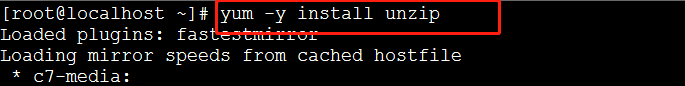 [root@localhost ~]# yum -y install unzip
Loaded plugins: fastestmirror
Loading mirror speeds from cached hostfile
 * c7-media: